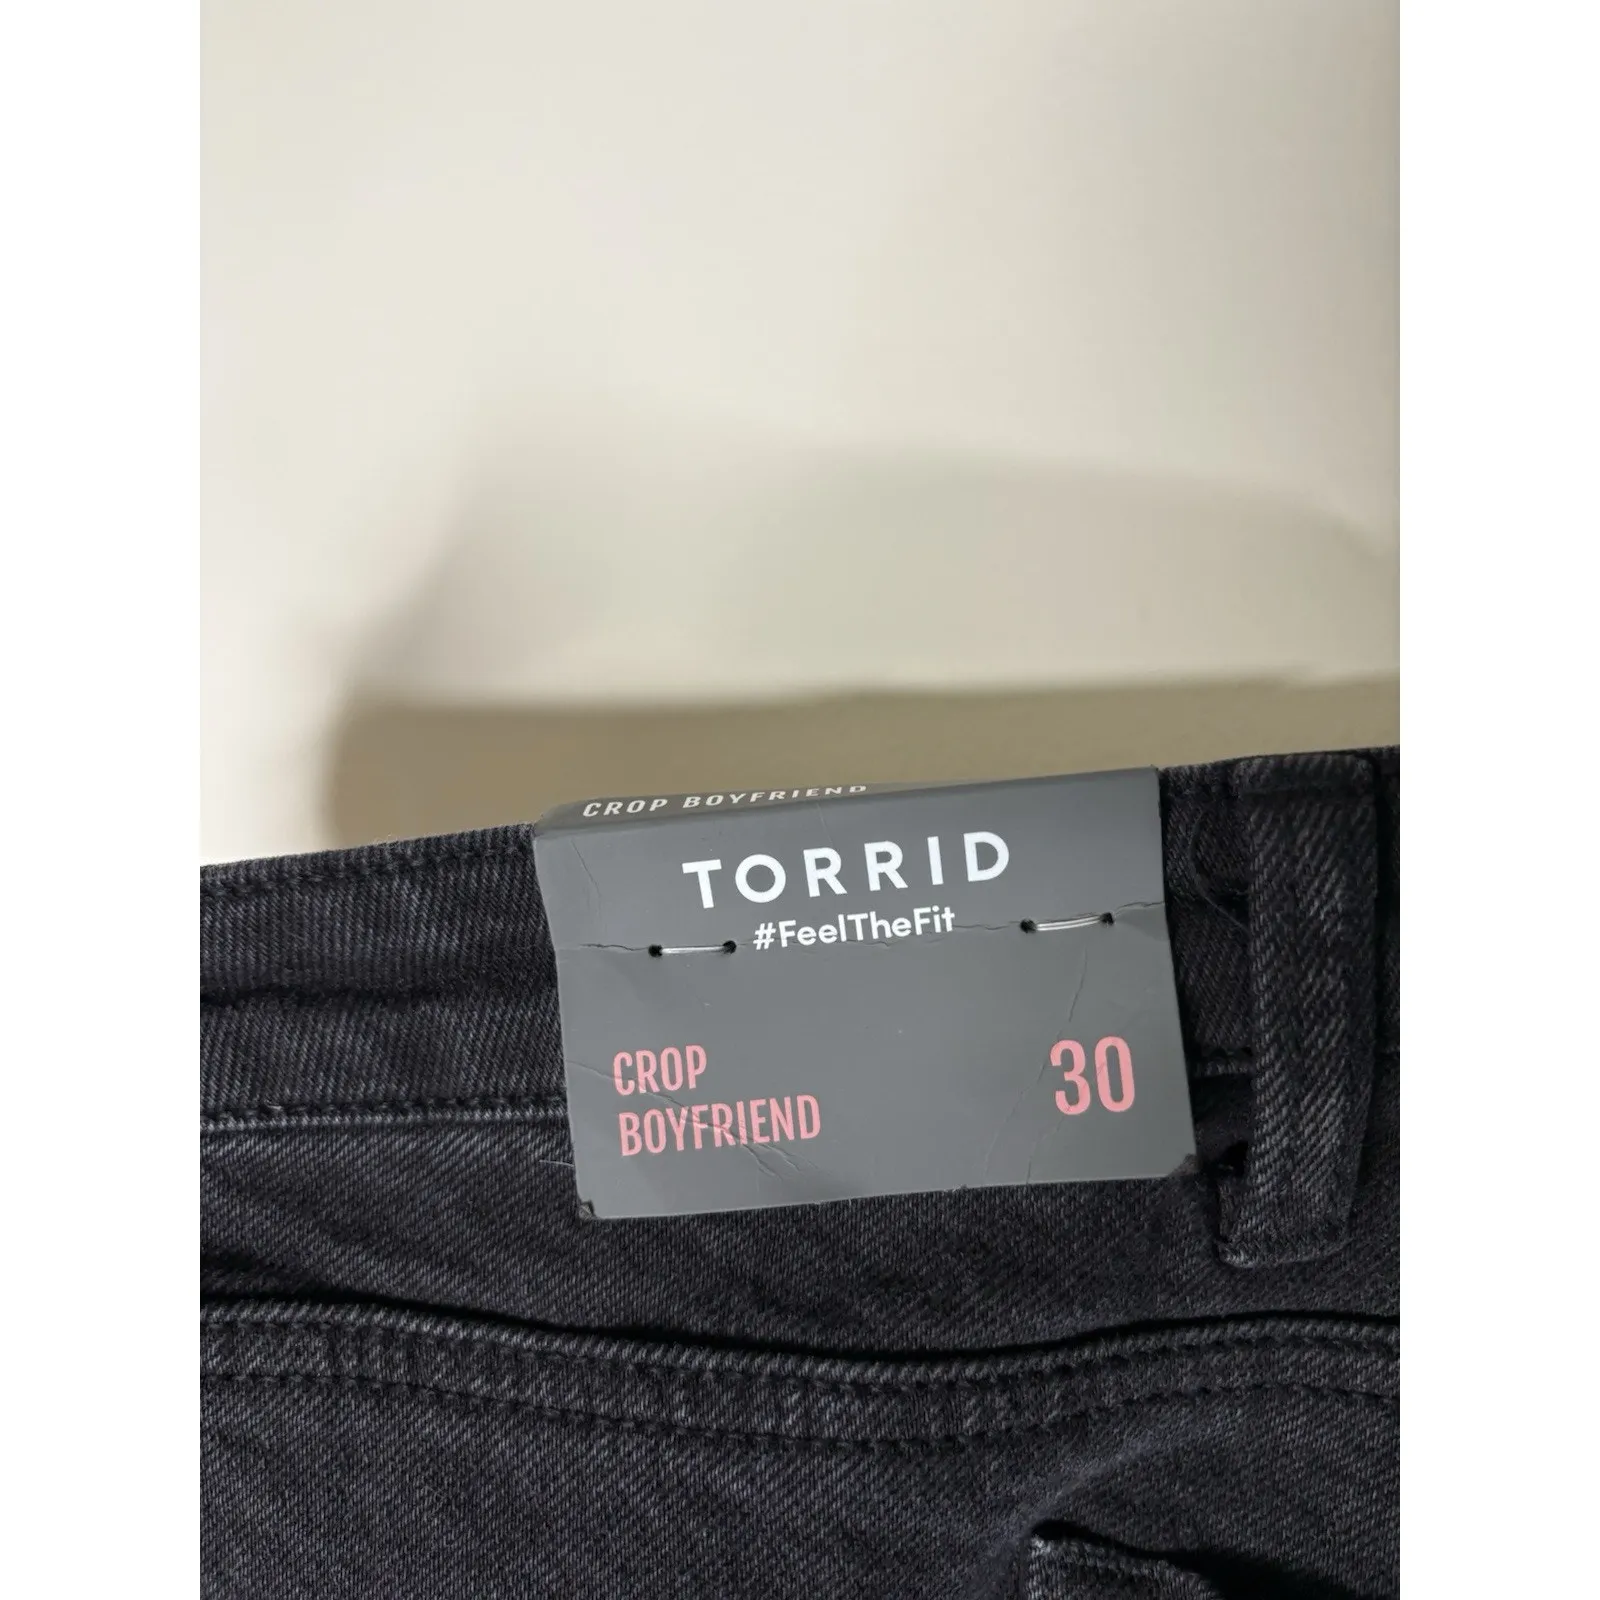 CROP BOYFRIEND
TORRID
#FeelTheFit
CROP
BOYFRIEND
30